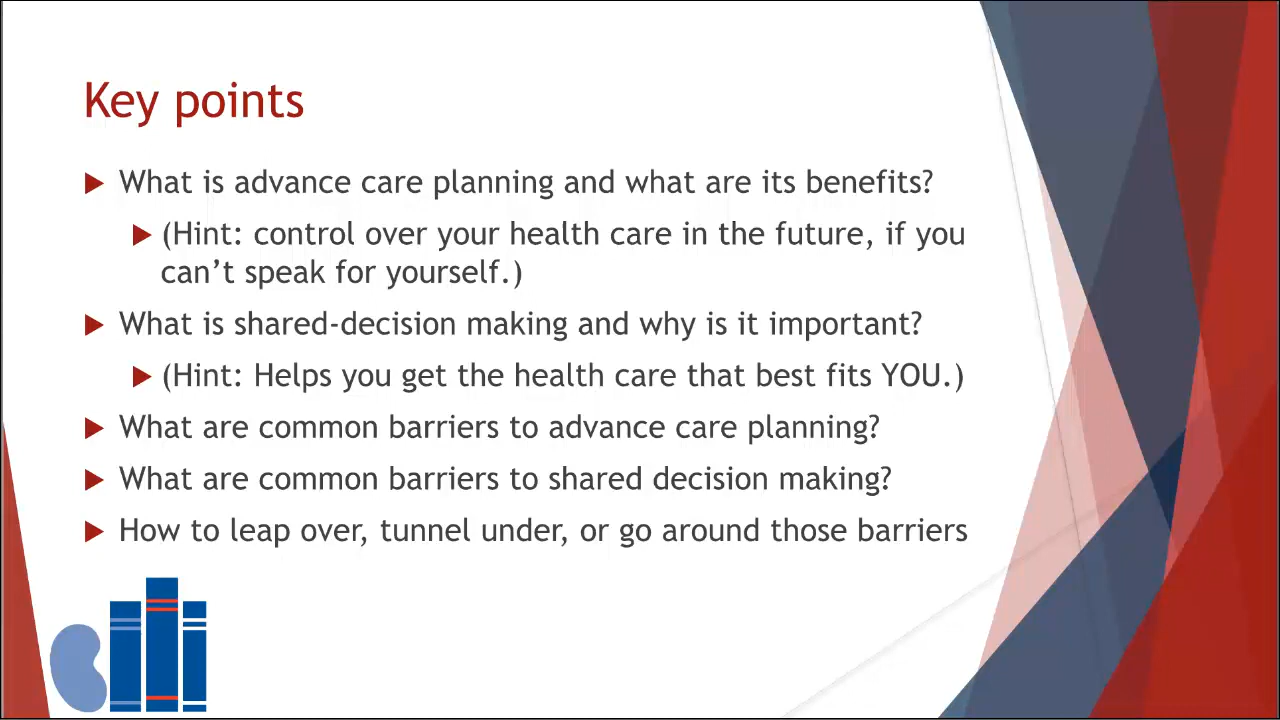 Key points
What is advance care planning and what are its benefits?
(Hint: control over your health care in the future, if you
can’t speak for yourself.)
What is shared-decision making and why is it important?
(Hint: Helps you get the health care that best fits YOU.)
What are common barriers to advance care planning?
What are common barriers to shared decision making?
How to leap over, tunnel under, or go around those barriers